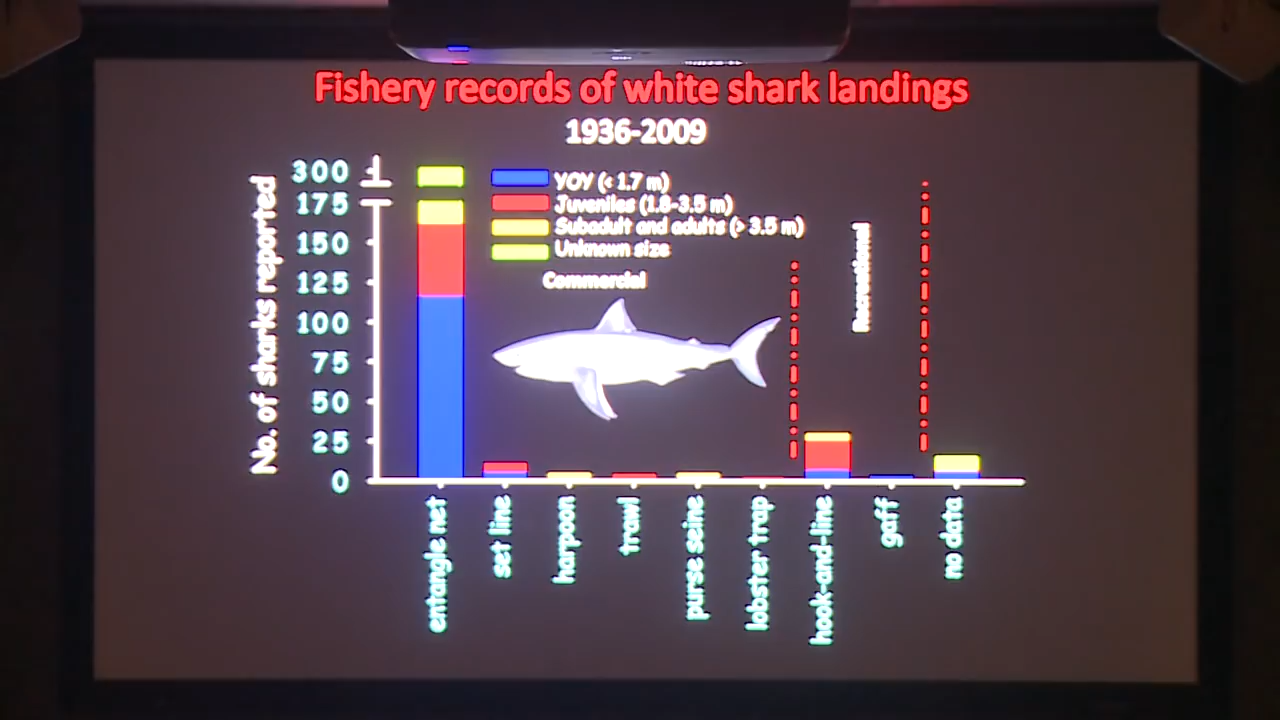 Fishery records of white shark landings
1936-2009
No. of sharks reported
300
175
150
125
100
75
50
25
0
YOY (< 1.7 m)
Juveniles (1.8-3.5 m)
Subadult and adults (> 3.5 m)
Unknown size
Commercial
Recreational
entangle net
set line
harpoon
trawl
purse seine
lobster trap
hook-and-line
gaff
no data